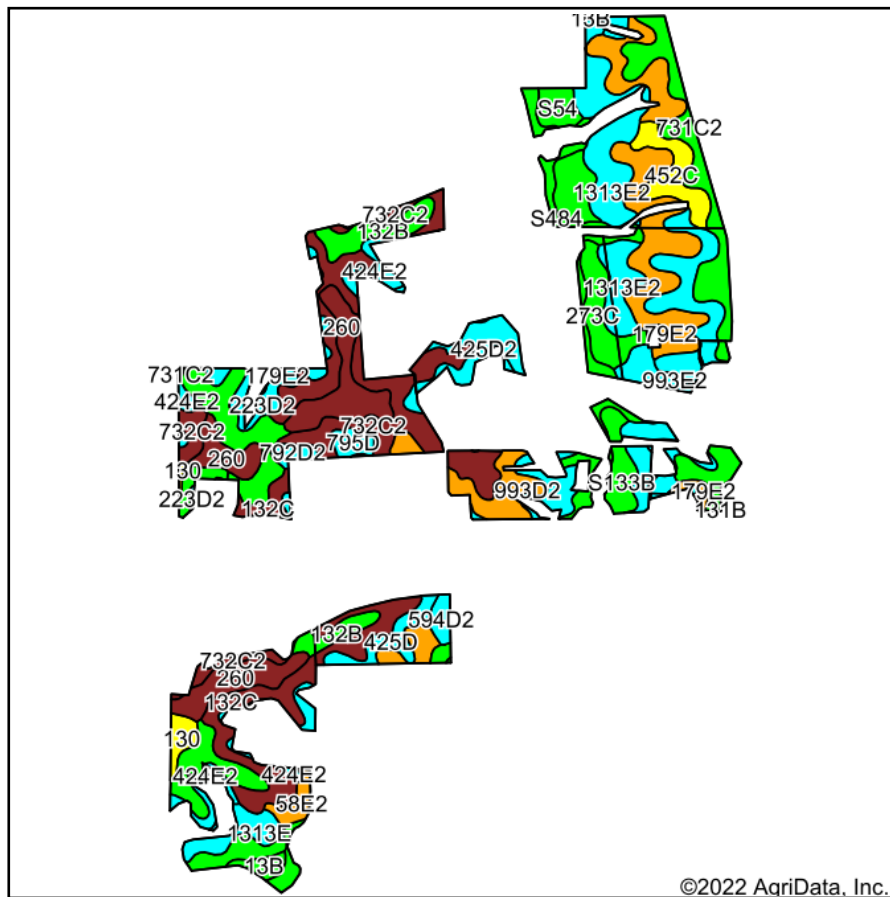 13B
S54
731C2
452C
1313E2
732C2
S484
132B
424E2
1313E2
273C
260
179E2
425D2
731C2
179E2
993E2
424E2
223D2
732C2
732C2
795D
792D2
260
130
S133B
993D2
179E2
223D2
132C
131B
594D2
132B
425D
732C2
260
132C
130
424E2
424E2
58E2
1313E
13B
©2022 AgriData, Inc.